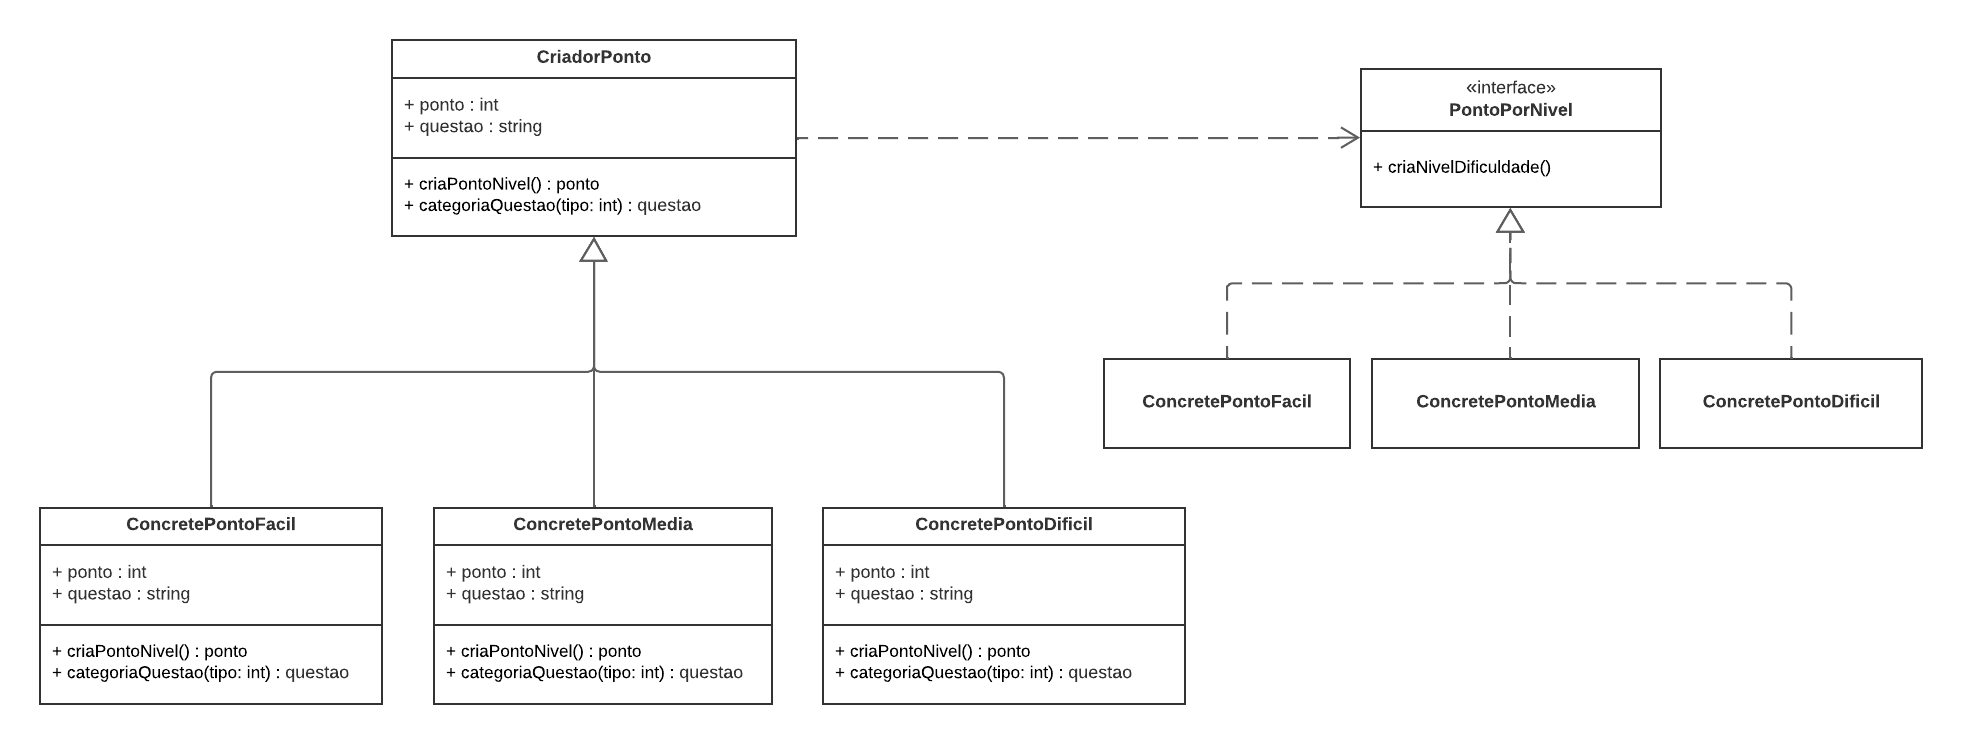 CriadorPonto
+ ponto : int
+ questao : string
+ criaPontoNivel() : ponto
+ categoriaQuestao(tipo: int) : questao
«interface»
PontoPorNivel
+ criaNivelDificuldade()
ConcretePontoFacil
ConcretePontoMedia
ConcretePontoDificil
ConcretePontoFacil
+ ponto : int
+ questao : string
+ criaPontoNivel() : ponto
+ categoriaQuestao(tipo: int) : questao
ConcretePontoMedia
+ ponto : int
+ questao : string
+ criaPontoNivel() : ponto
+ categoriaQuestao(tipo: int) : questao
ConcretePontoDificil
+ ponto : int
+ questao : string
+ criaPontoNivel() : ponto
+ categoriaQuestao(tipo: int) : questao